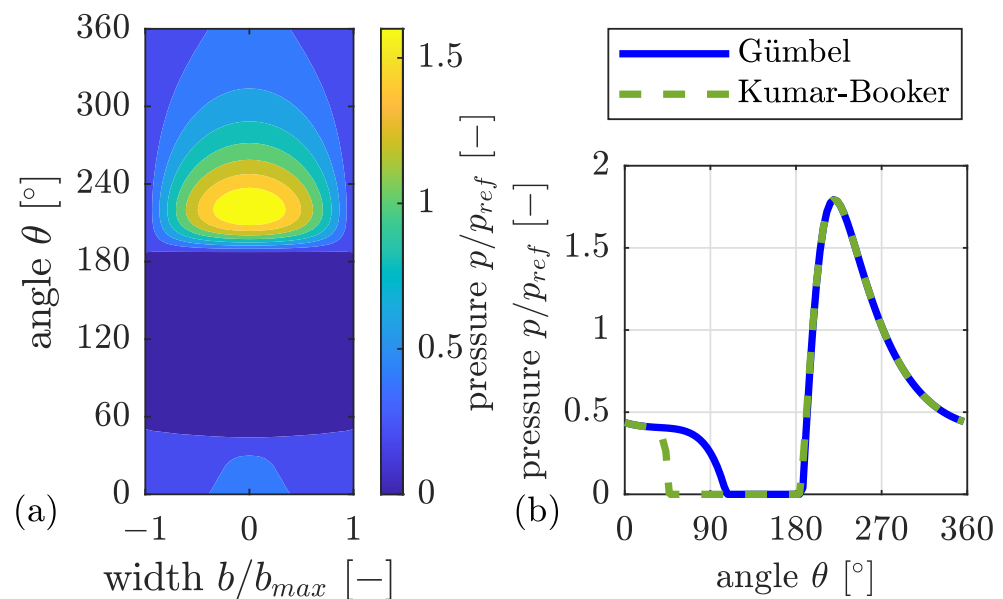 360
300
240
180
120
60
0
angle θ [°]
−1
0
1
width b/b_max [−]
(a)
1.5
1
0.5
0
pressure p/p_ref [−]
Gümbel
Kumar-Booker
2
1.5
1
0.5
0
pressure p/p_ref [−]
0
90
180
270
360
angle θ [°]
(b)